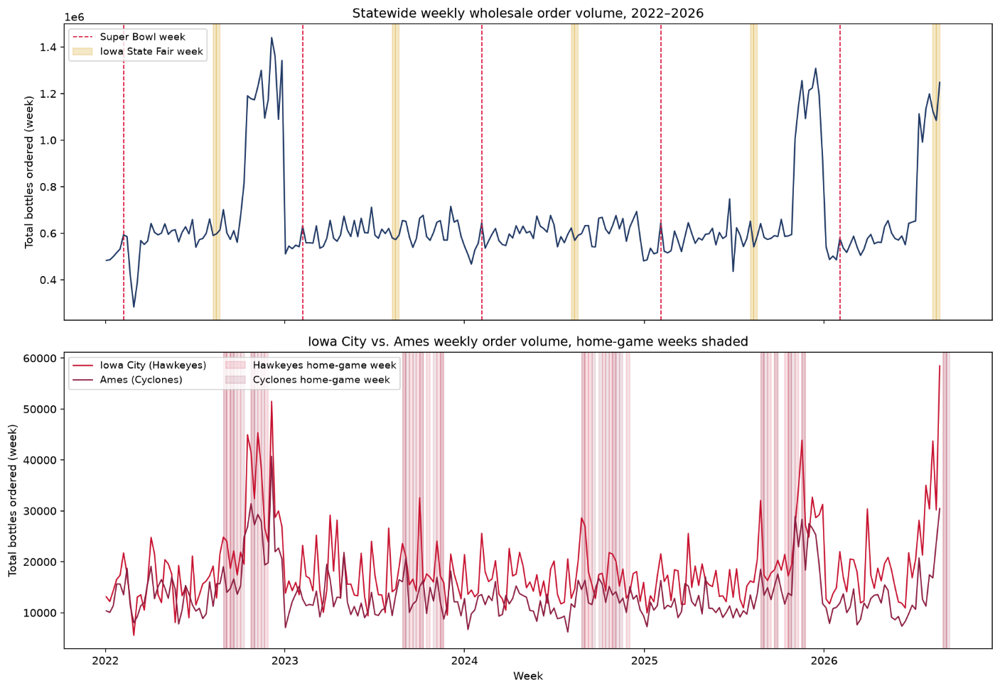 Statewide weekly wholesale order volume, 2022–2026
1e6
Super Bowl week
Iowa State Fair week
1.4
1.2
1.0
0.8
0.6
0.4
Total bottles ordered (week)
Iowa City vs. Ames weekly order volume, home-game weeks shaded
Iowa City (Hawkeyes) Hawkeyes home-game week
Ames (Cyclones) Cyclones home-game week
60000
50000
40000
30000
20000
10000
Total bottles ordered (week)
2022 2023 2024 2025 2026
Week